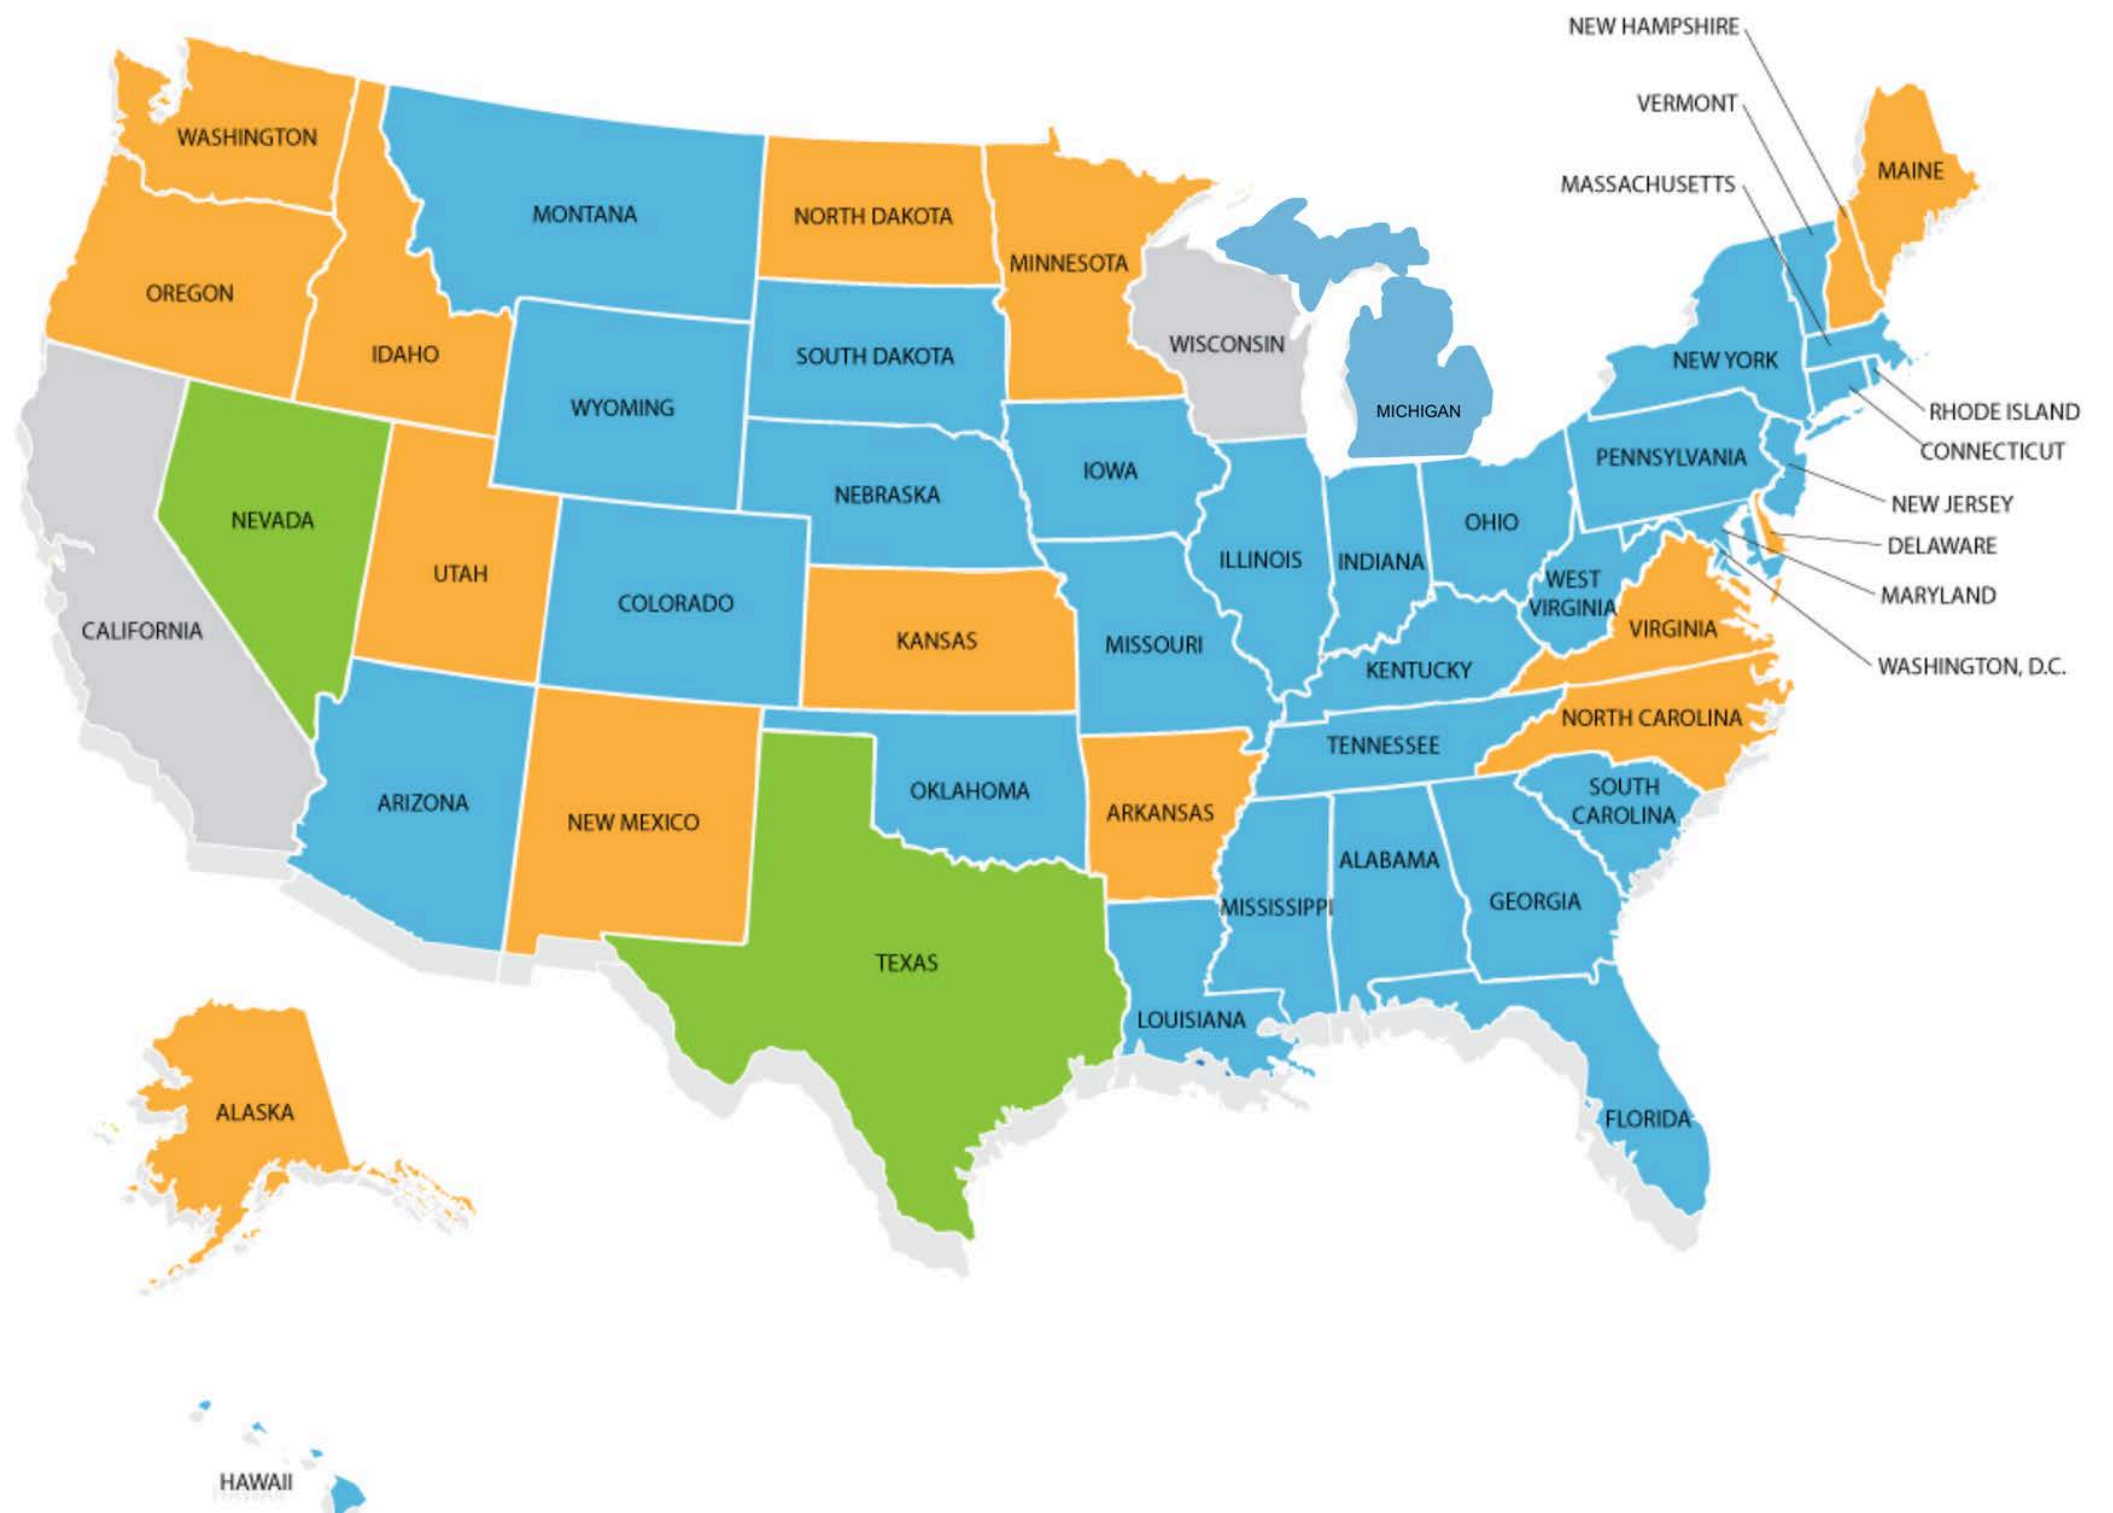 NEW HAMPSHIRE
VERMONT
MASSACHUSETTS
MAINE
WASHINGTON
MONTANA
NORTH DAKOTA
MINNESOTA
OREGON
IDAHO
WISCONSIN
SOUTH DAKOTA
NEW YORK
WYOMING
MICHIGAN
RHODE ISLAND
CONNECTICUT
PENNSYLVANIA
IOWA
NEBRASKA
NEW JERSEY
NEVADA
OHIO
DELAWARE
ILLINOIS
INDIANA
UTAH
WEST
VIRGINIA
MARYLAND
COLORADO
CALIFORNIA
KANSAS
MISSOURI
VIRGINIA
KENTUCKY
WASHINGTON, D.C.
NORTH CAROLINA
TENNESSEE
ARIZONA
OKLAHOMA
SOUTH
CAROLINA
NEW MEXICO
ARKANSAS
ALABAMA
MISSISSIPPI
GEORGIA
TEXAS
LOUISIANA
ALASKA
FLORIDA
HAWAII